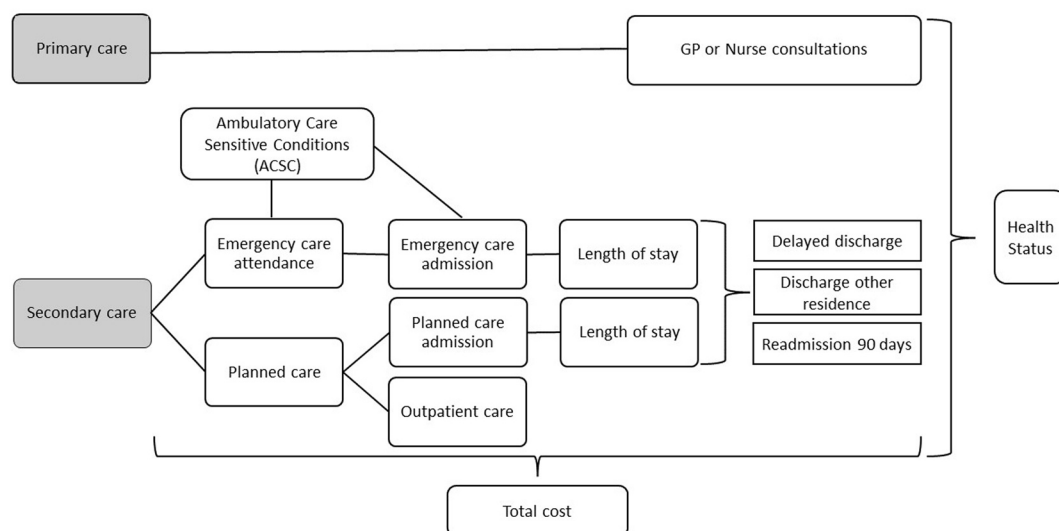 Primary care
GP or Nurse consultations
Ambulatory Care
Sensitive Conditions
(ACSC)
Emergency care
attendance
Emergency care
admission
Length of stay
Delayed discharge
Discharge other
residence
Readmission 90 days
Health
Status
Secondary care
Planned care
Planned care
admission
Length of stay
Outpatient care
Total cost